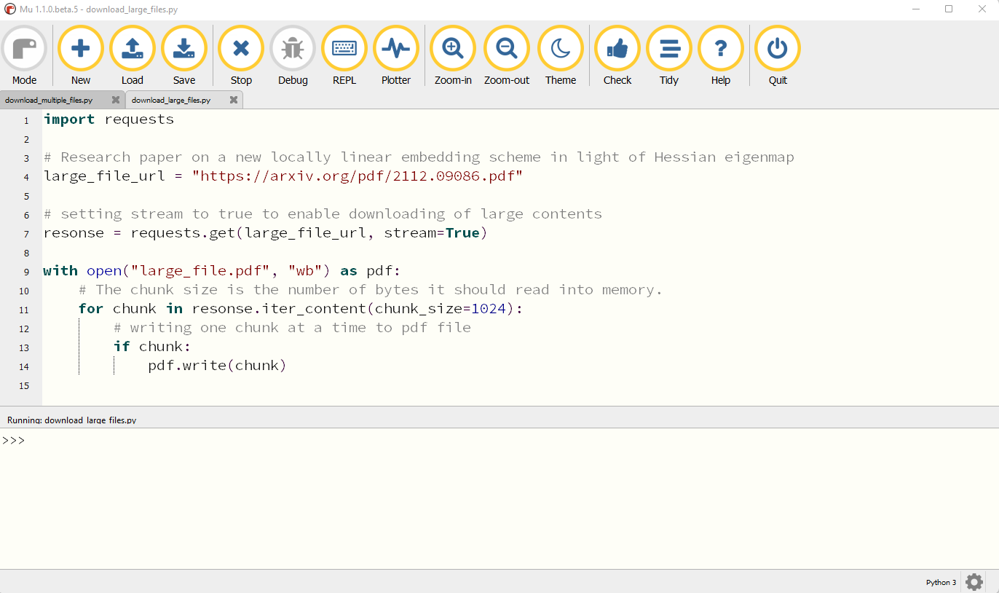 Mu 1.1.0.beta.5 - download_large_files.py
Mode New Load Save Stop Debug REPL Plotter Zoom-in Zoom-out Theme Check Tidy Help Quit
download_multiple_files.py download_large_files.py
1 import requests
2
3 # Research paper on a new locally linear embedding scheme in light of Hessian eigenmap
4 large_file_url = "https://arxiv.org/pdf/2112.09086.pdf"
5
6 # setting stream to true to enable downloading of large contents
7 resonse = requests.get(large_file_url, stream=True)
8
9 with open("large_file.pdf", "wb") as pdf:
10     # The chunk size is the number of bytes it should read into memory.
11     for chunk in resonse.iter_content(chunk_size=1024):
12         # writing one chunk at a time to pdf file
13         if chunk:
14             pdf.write(chunk)
15
Running: download_large_files.py
>>>
Python 3